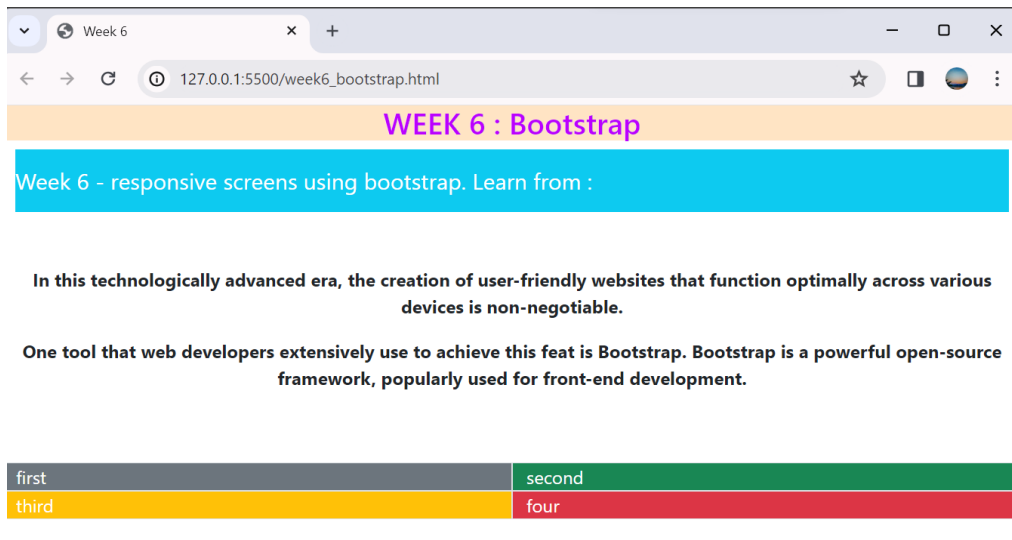 Week 6
127.0.0.1:5500/week6_bootstrap.html
WEEK 6 : Bootstrap
Week 6 - responsive screens using bootstrap. Learn from :
In this technologically advanced era, the creation of user-friendly websites that function optimally across various
devices is non-negotiable.
One tool that web developers extensively use to achieve this feat is Bootstrap. Bootstrap is a powerful open-source
framework, popularly used for front-end development.
first
second
third
four